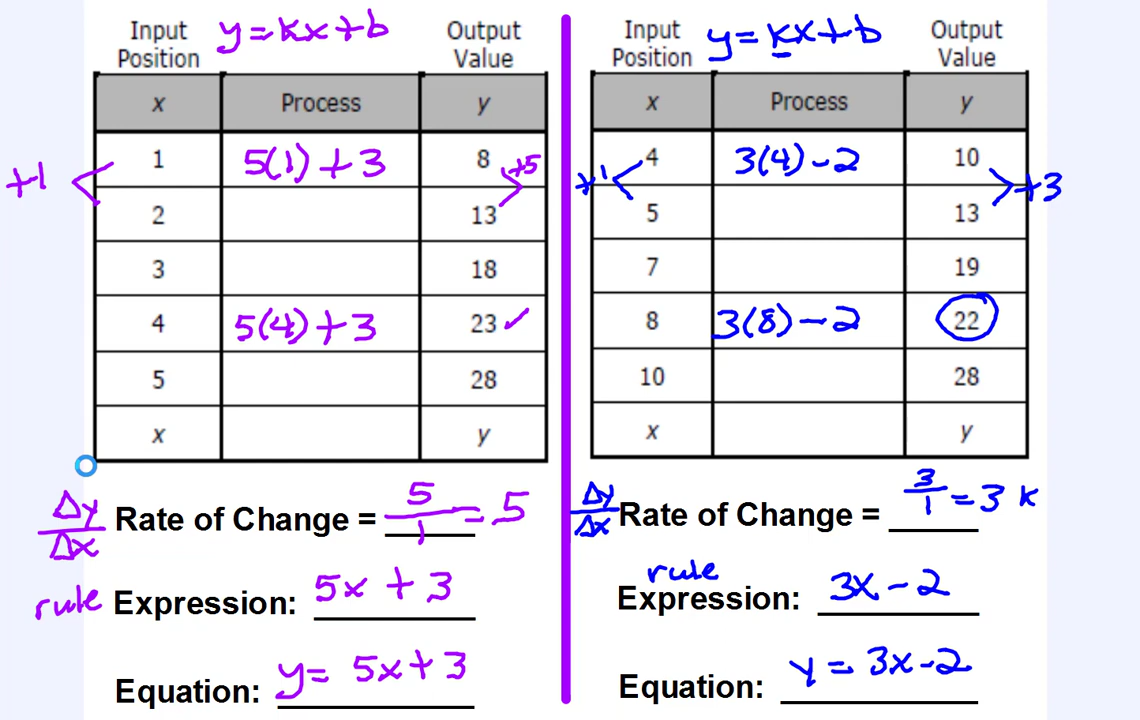 y = kx + b
Input Position
Output Value
x Process y
1 5(1) + 3 8
2 13
3 18
4 5(4) + 3 23 ✓
5 28
x y
+1
+5
Δy/Δx Rate of Change = 5/1 = 5
rule Expression: 5x + 3
Equation: y = 5x + 3
y = kx + b
Input Position
Output Value
x Process y
4 3(4) - 2 10
5 13
7 19
8 3(8) - 2 22
10 28
x y
+1
+3
Δy/Δx Rate of Change = 3/1 = 3 k
rule
Expression: 3x - 2
Equation: y = 3x - 2